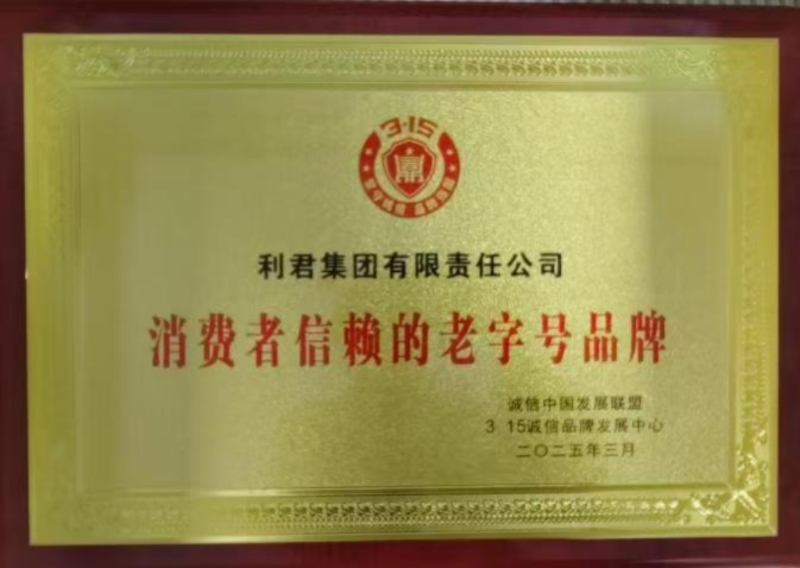 3·15
利君集团有限责任公司
消费者信赖的老字号品牌
诚信中国发展联盟
3 15诚信品牌发展中心
二〇二五年三月